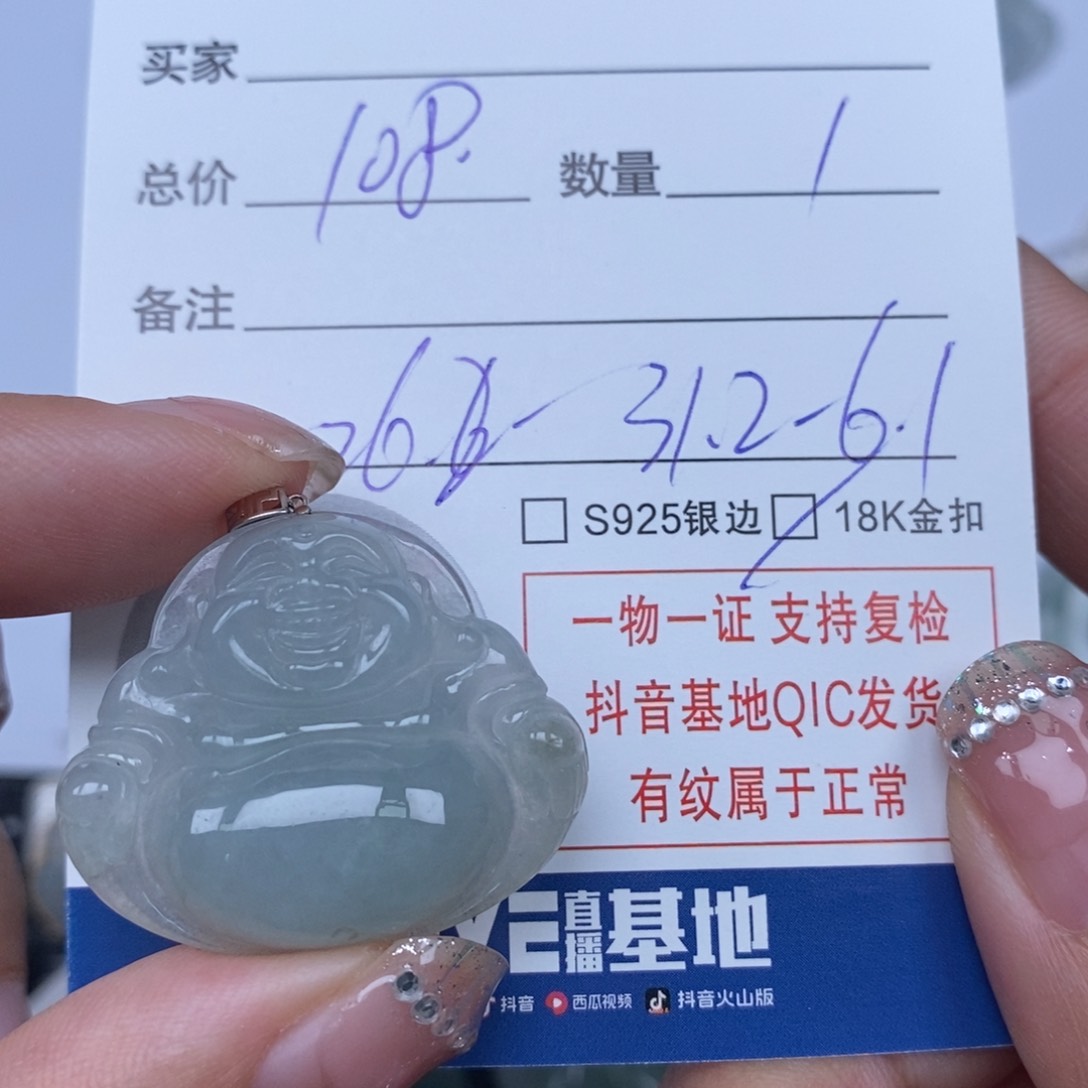 买家
总价 108. 数量 1
备注
31.2-6.1
S925银边 18K金扣
一物一证 支持复检
抖音基地QIC发货
有纹属于正常
直播基地
抖音 西瓜视频 抖音火山版